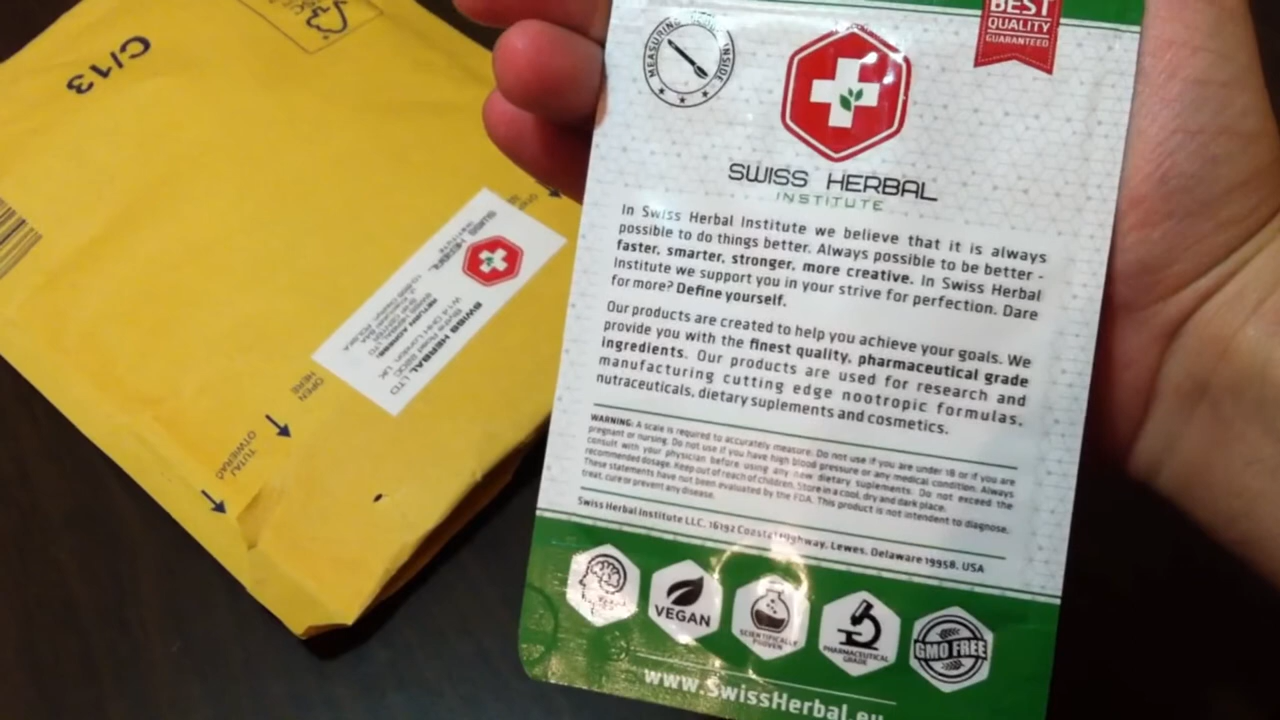 C/13
OPEN
HERE
TUTAJ
OTWIERAĆ
SWISS HERBAL LTD
RETURN ADDRESS:
BEST
QUALITY
GUARANTEED
MEASURING INSIDE
SWISS HERBAL
INSTITUTE
In Swiss Herbal Institute we believe that it is always
possible to do things better. Always possible to be better -
faster, smarter, stronger, more creative. In Swiss Herbal
Institute we support you in your strive for perfection. Dare
for more? Define yourself.
Our products are created to help you achieve your goals. We
provide you with the finest quality, pharmaceutical grade
ingredients. Our products are used for research and
manufacturing cutting edge nootropic formulas,
nutraceuticals, dietary suplements and cosmetics.
WARNING: A scale is required to accurately measure. Do not use if you are under 18 or if you are
pregnant or nursing. Do not use if you have high blood pressure or any medical condition. Always
consult with your physician before using any new dietary suplements. Do not exceed the
recommended dosage. Keep out of reach of children. Store in a cool, dry and dark place.
These statements have not been evaluated by the FDA. This product is not intendent to diagnose,
treat, cure or prevent any disease.
Swiss Herbal Institute LLC, 16192 Coastal Highway, Lewes, Delaware 19958, USA
VEGAN
SCIENTIFICALLY
PROVEN
PHARMACEUTICAL
GRADE
GMO FREE
www.SwissHerbal.eu